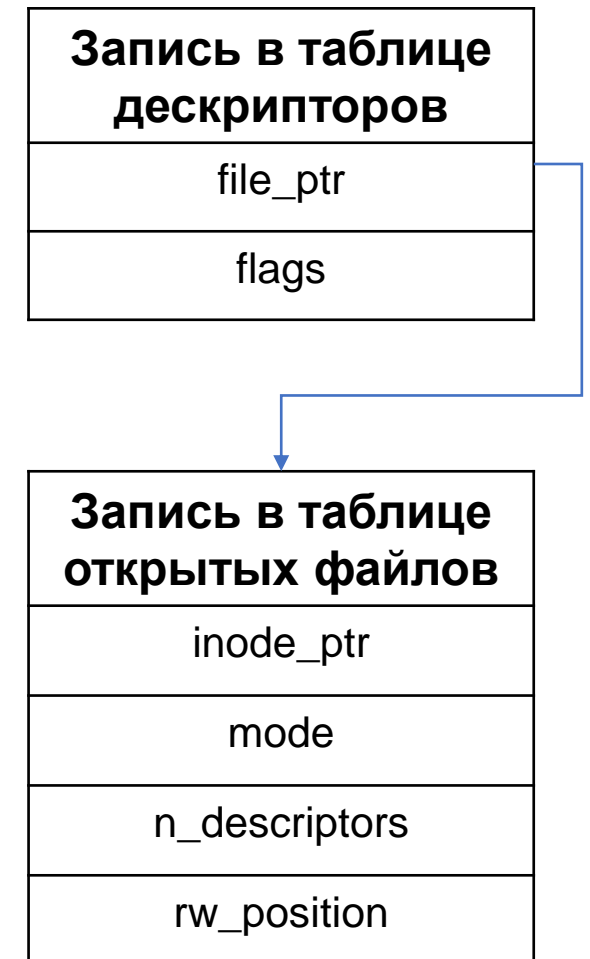 Запись в таблице
дескрипторов
file_ptr
flags
Запись в таблице
открытых файлов
inode_ptr
mode
n_descriptors
rw_position